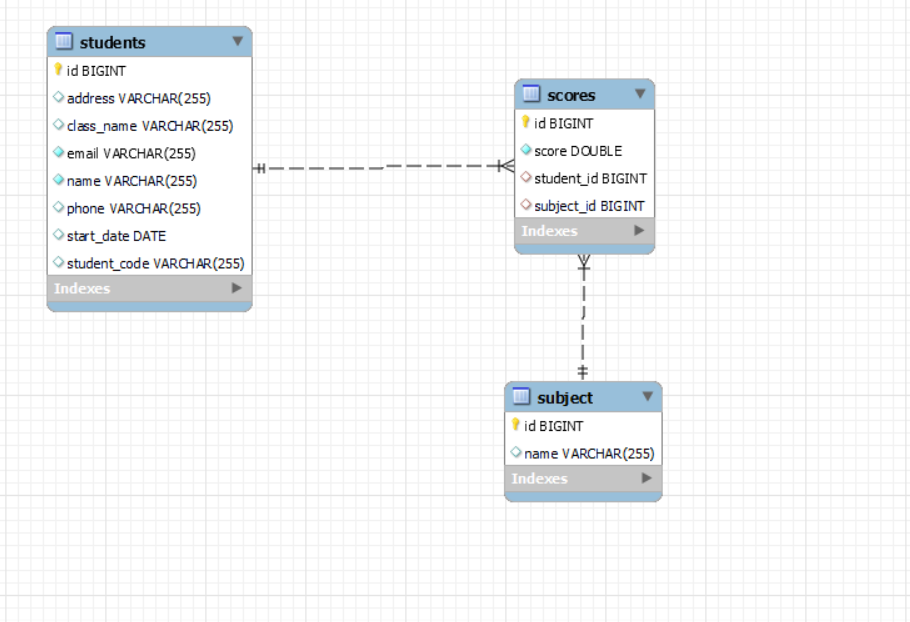 students
id BIGINT
address VARCHAR(255)
class_name VARCHAR(255)
email VARCHAR(255)
name VARCHAR(255)
phone VARCHAR(255)
start_date DATE
student_code VARCHAR(255)
Indexes
scores
id BIGINT
score DOUBLE
student_id BIGINT
subject_id BIGINT
Indexes
subject
id BIGINT
name VARCHAR(255)
Indexes